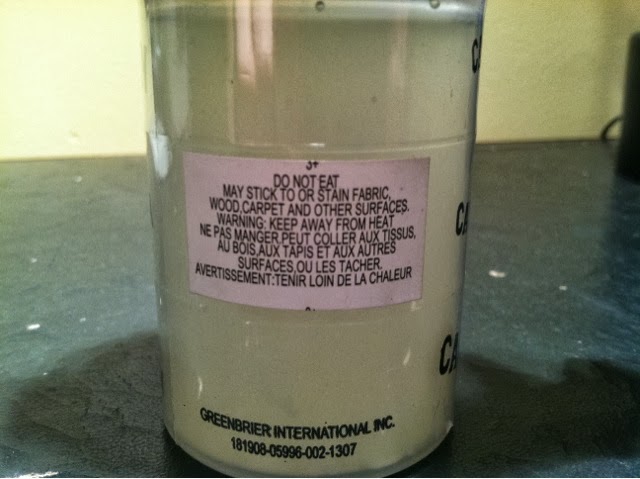 3+
DO NOT EAT
MAY STICK TO OR STAIN FABRIC,
WOOD,CARPET AND OTHER SURFACES.
WARNING: KEEP AWAY FROM HEAT
NE PAS MANGER.PEUT COLLER AUX TISSUS,
AU BOIS,AUX TAPIS ET AUX AUTRES
SURFACES,OU LES TACHER.
AVERTISSEMENT:TENIR LOIN DE LA CHALEUR
GREENBRIER INTERNATIONAL INC.
181908-05996-002-1307